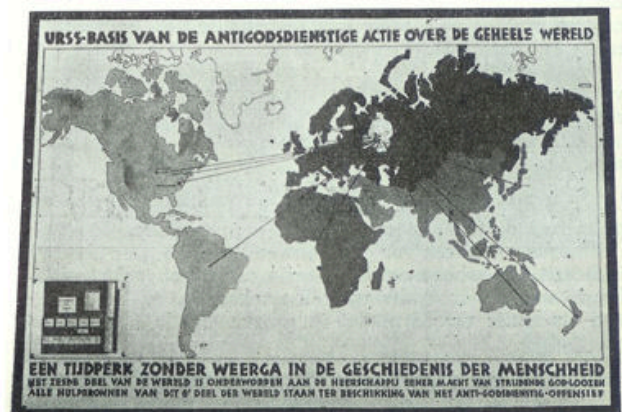 URSS-BASIS VAN DE ANTIGODSDIENSTIGE ACTIE OVER DE GEHEELE WERELD
EEN TIJDPERK ZONDER WEERGA IN DE GESCHIEDENIS DER MENSCHHEID
HET ZESDE DEEL VAN DE WERELD IS ONDERWORPEN AAN DE HEERSCHAPPIJ EENER MACHT VAN STRIJDENDE GOD-LOOZEN
ALLE HULPBRONNEN VAN DIT 6e DEEL DER WERELD STAAN TER BESCHIKKING VAN HET ANTI-GODSDIENSTIG-OFFENSIEF